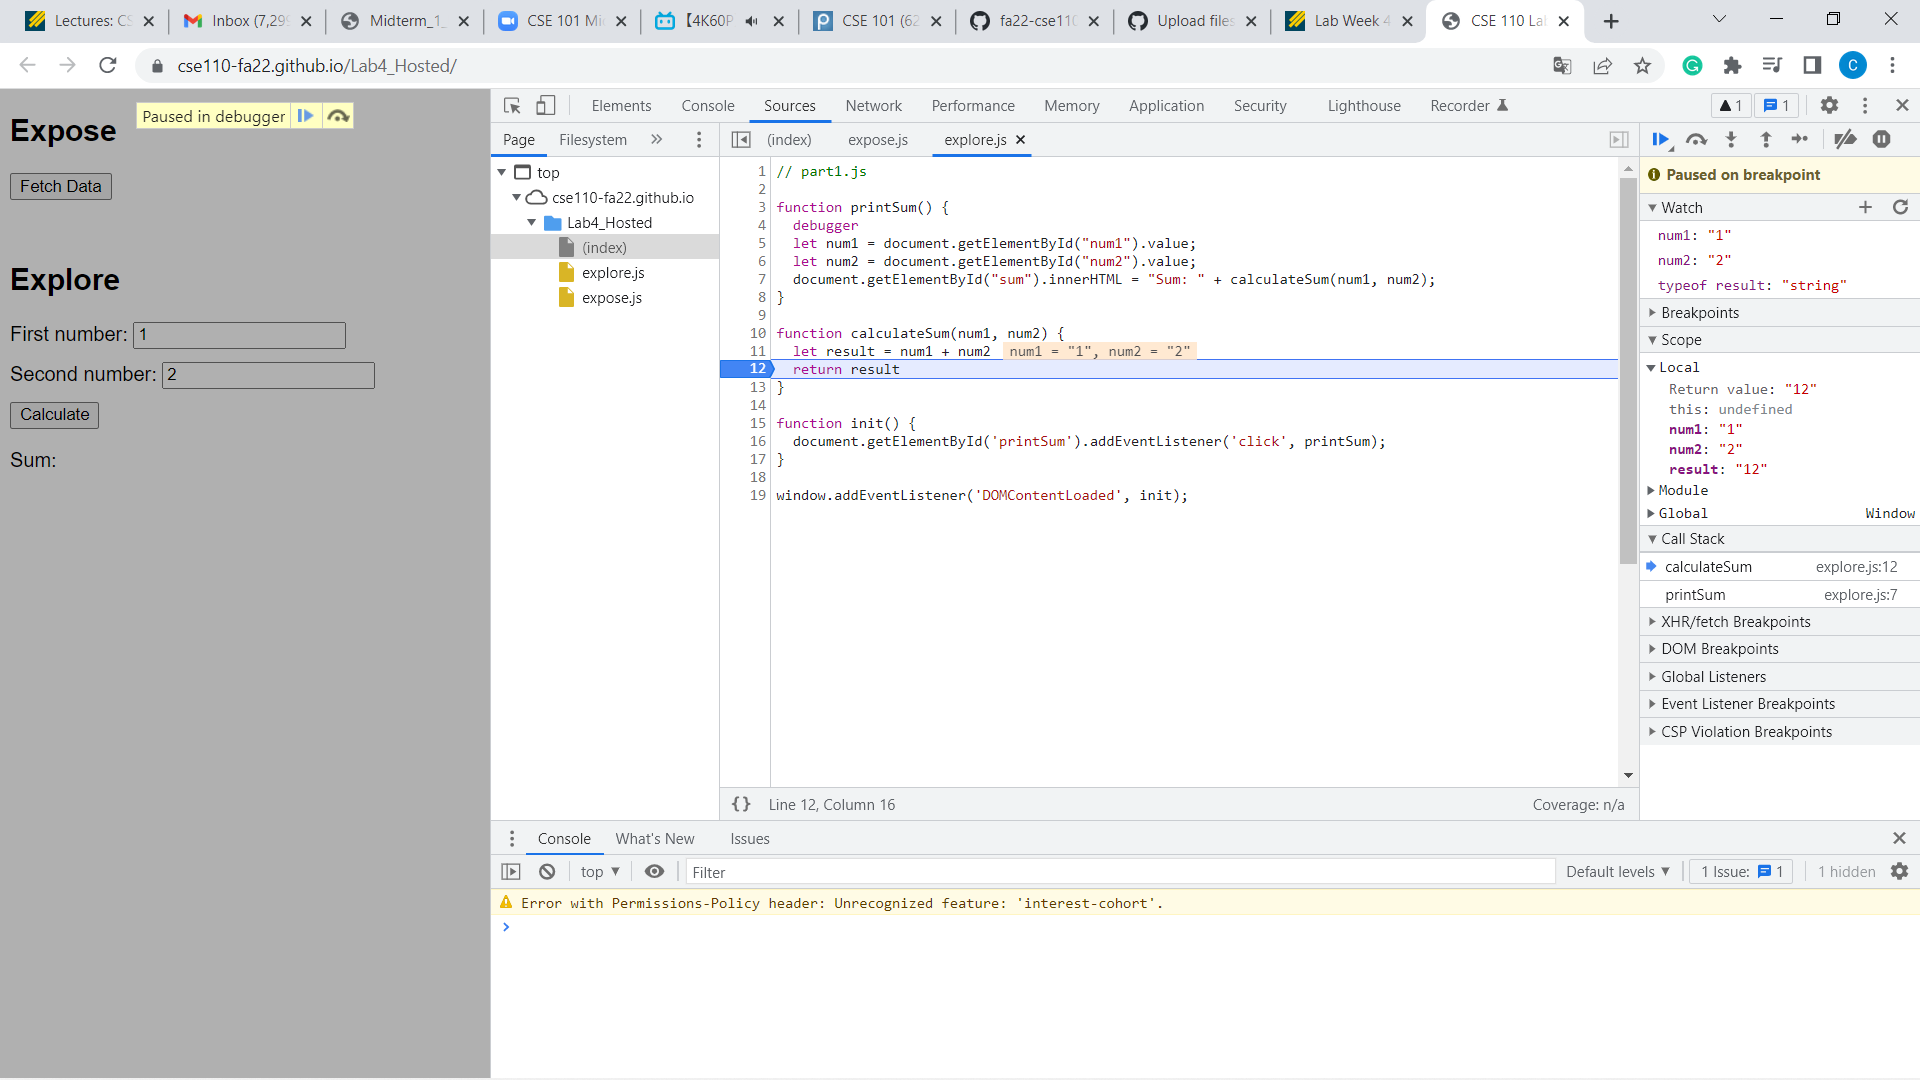 Lectures: CS
Inbox (7,299
Midterm_1_
CSE 101 Mi
【4K60P
CSE 101 (62
fa22-cse110
Upload files
Lab Week 4
CSE 110 La
cse110-fa22.github.io/Lab4_Hosted/
C
Expose
Paused in debugger
Fetch Data
Explore
First number: 1
Second number: 2
Calculate
Sum:
Elements Console Sources Network Performance Memory Application Security Lighthouse Recorder
1 1
Page Filesystem
top
cse110-fa22.github.io
Lab4_Hosted
(index)
explore.js
expose.js
(index) expose.js explore.js
1 // part1.js
2
3 function printSum() {
4 debugger
5 let num1 = document.getElementById("num1").value;
6 let num2 = document.getElementById("num2").value;
7 document.getElementById("sum").innerHTML = "Sum: " + calculateSum(num1, num2);
8 }
9
10 function calculateSum(num1, num2) {
11 let result = num1 + num2 num1 = "1", num2 = "2"
12 return result
13 }
14
15 function init() {
16 document.getElementById('printSum').addEventListener('click', printSum);
17 }
18
19 window.addEventListener('DOMContentLoaded', init);
{} Line 12, Column 16 Coverage: n/a
Paused on breakpoint
Watch
num1: "1"
num2: "2"
typeof result: "string"
Breakpoints
Scope
Local
Return value: "12"
this: undefined
num1: "1"
num2: "2"
result: "12"
Module
Global Window
Call Stack
calculateSum explore.js:12
printSum explore.js:7
XHR/fetch Breakpoints
DOM Breakpoints
Global Listeners
Event Listener Breakpoints
CSP Violation Breakpoints
Console What's New Issues
top Filter Default levels 1 Issue: 1 1 hidden
Error with Permissions-Policy header: Unrecognized feature: 'interest-cohort'.